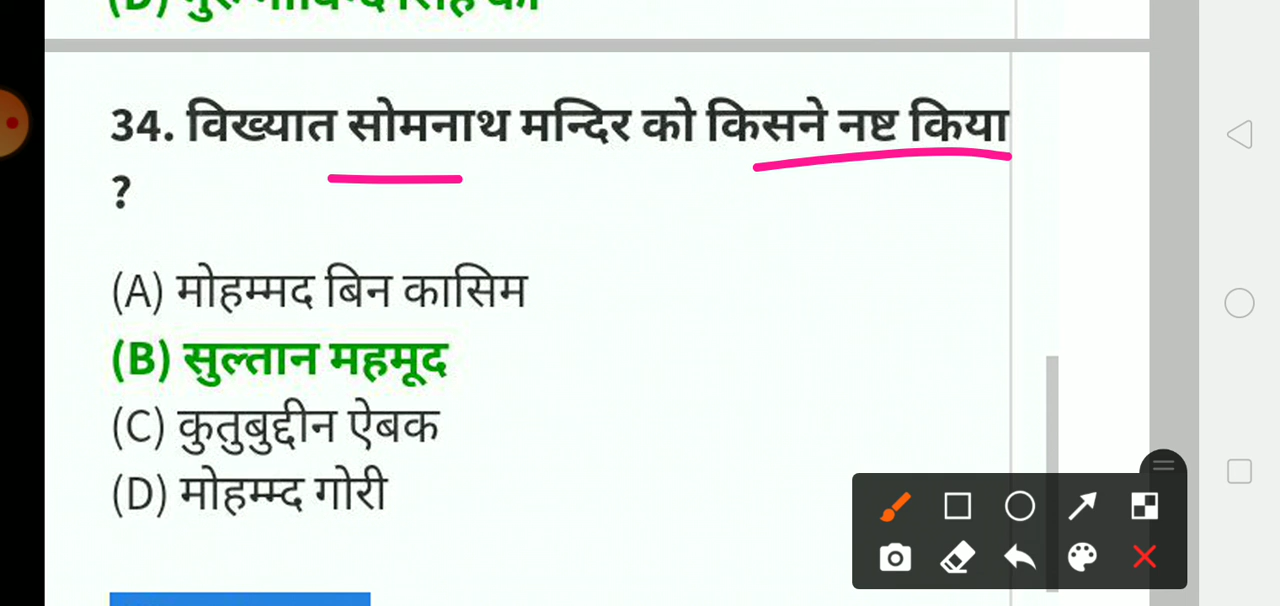 34. विख्यात सोमनाथ मन्दिर को किसने नष्ट किया
?
(A) मोहम्मद बिन कासिम
(B) सुल्तान महमूद
(C) कुतुबुद्दीन ऐबक
(D) मोहम्म्द गोरी